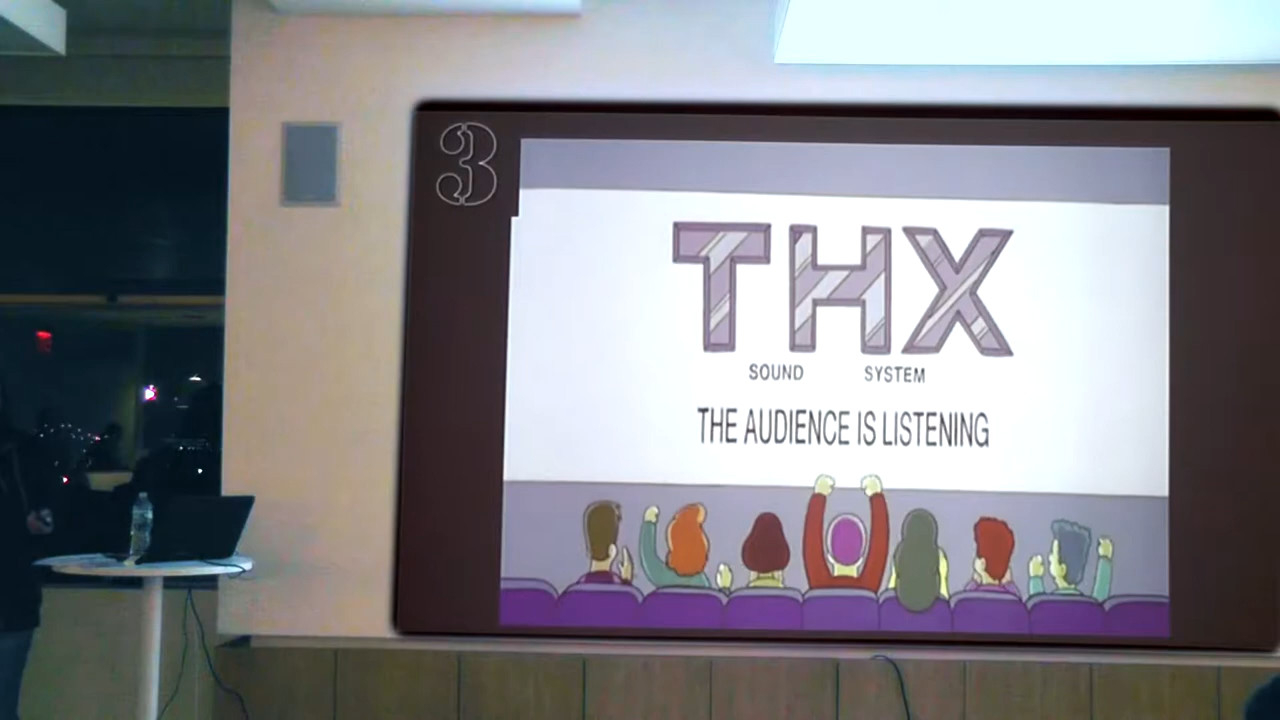 3
THX
SOUND SYSTEM
THE AUDIENCE IS LISTENING